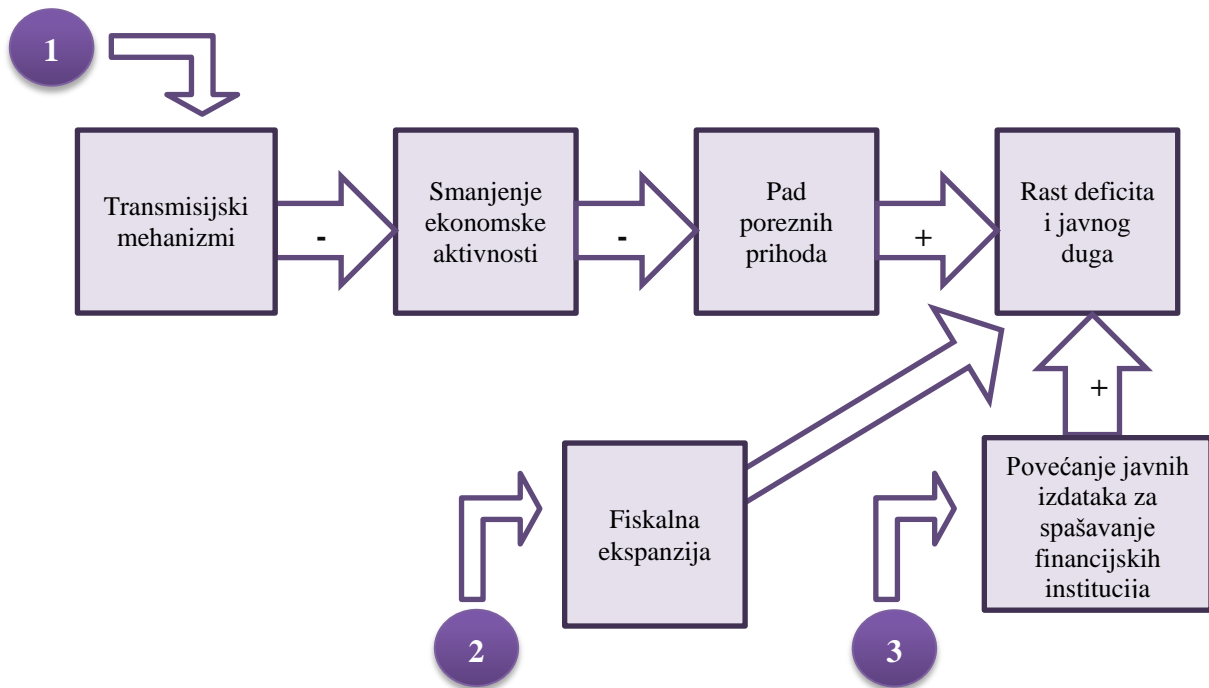 1
Transmisijski
mehanizmi
-
Smanjenje
ekonomske
aktivnosti
-
Pad
poreznih
prihoda
+
Rast deficita
i javnog
duga
+
2
Fiskalna
ekspanzija
3
Povećanje javnih
izdataka za
spašavanje
financijskih
institucija